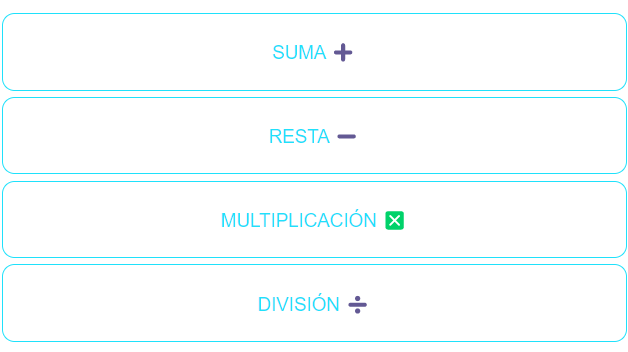 SUMA ➕
RESTA ➖
MULTIPLICACIÓN ❎
DIVISIÓN ➗